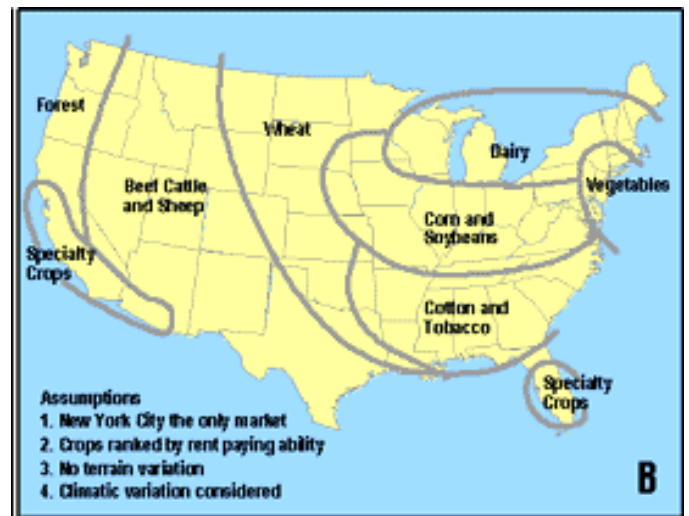 Forest
Wheat
Dairy
Beef Cattle
and Sheep
Vegetables
Corn and
Soybeans
Specialty
Crops
Cotton and
Tobacco
Specialty
Crops
Assumptions
1. New York City the only market
2. Crops ranked by rent paying ability
3. No terrain variation
4. Climatic variation considered
B